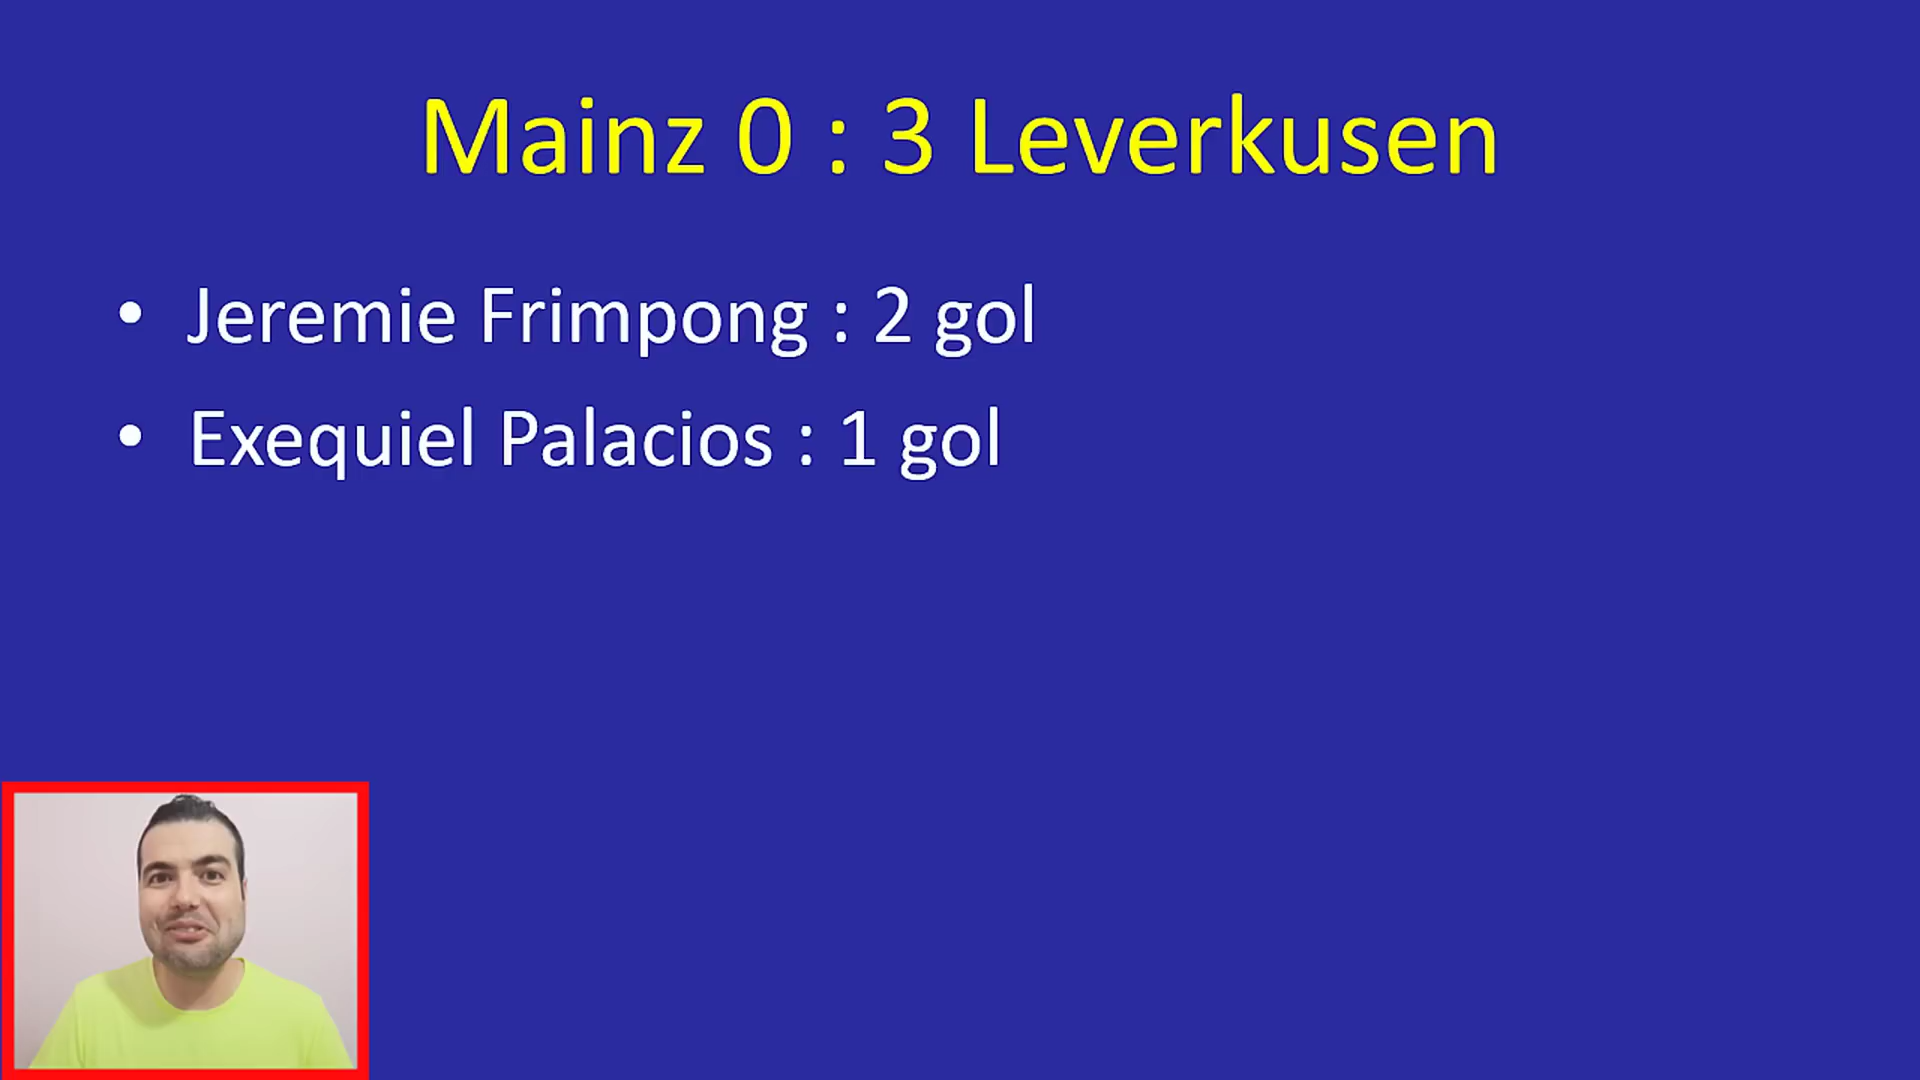 Mainz 0 : 3 Leverkusen
• Jeremie Frimpong : 2 gol
• Exequiel Palacios : 1 gol